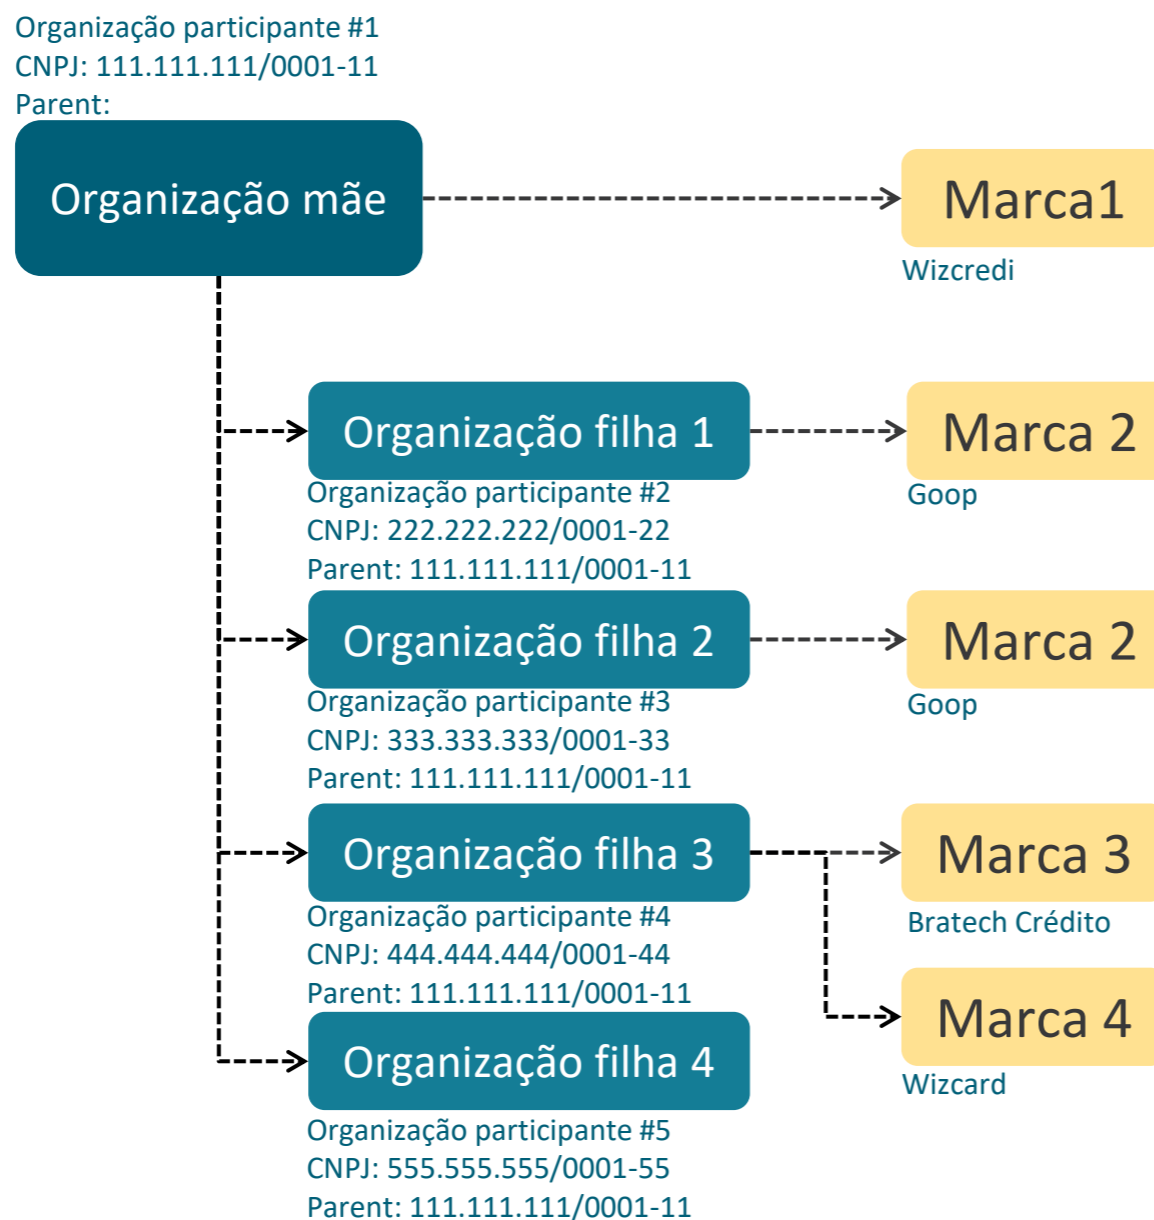 Organização participante #1
CNPJ: 111.111.111/0001-11
Parent:
Organização mãe
Marca1
Wizcredi
Organização filha 1
Marca 2
Organização participante #2
CNPJ: 222.222.222/0001-22
Parent: 111.111.111/0001-11
Goop
Organização filha 2
Marca 2
Organização participante #3
CNPJ: 333.333.333/0001-33
Parent: 111.111.111/0001-11
Goop
Organização filha 3
Marca 3
Organização participante #4
CNPJ: 444.444.444/0001-44
Parent: 111.111.111/0001-11
Bratech Crédito
Marca 4
Wizcard
Organização filha 4
Organização participante #5
CNPJ: 555.555.555/0001-55
Parent: 111.111.111/0001-11